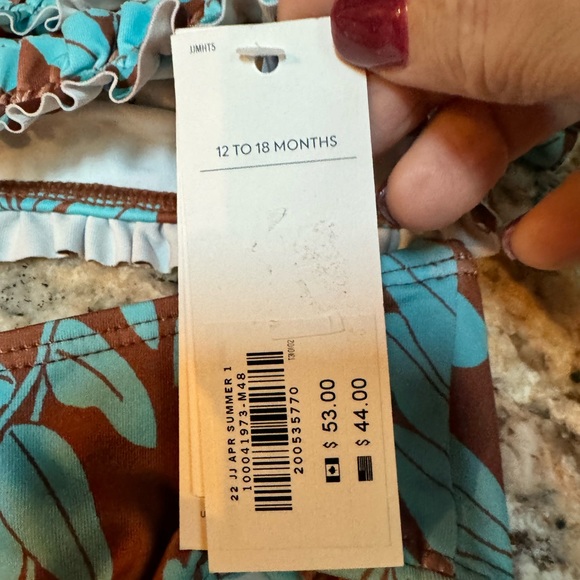 JJMHT5
12 TO 18 MONTHS
22 JJ APR SUMMER 1
100041973-M48
200535770
$ 53.00
$ 44.00